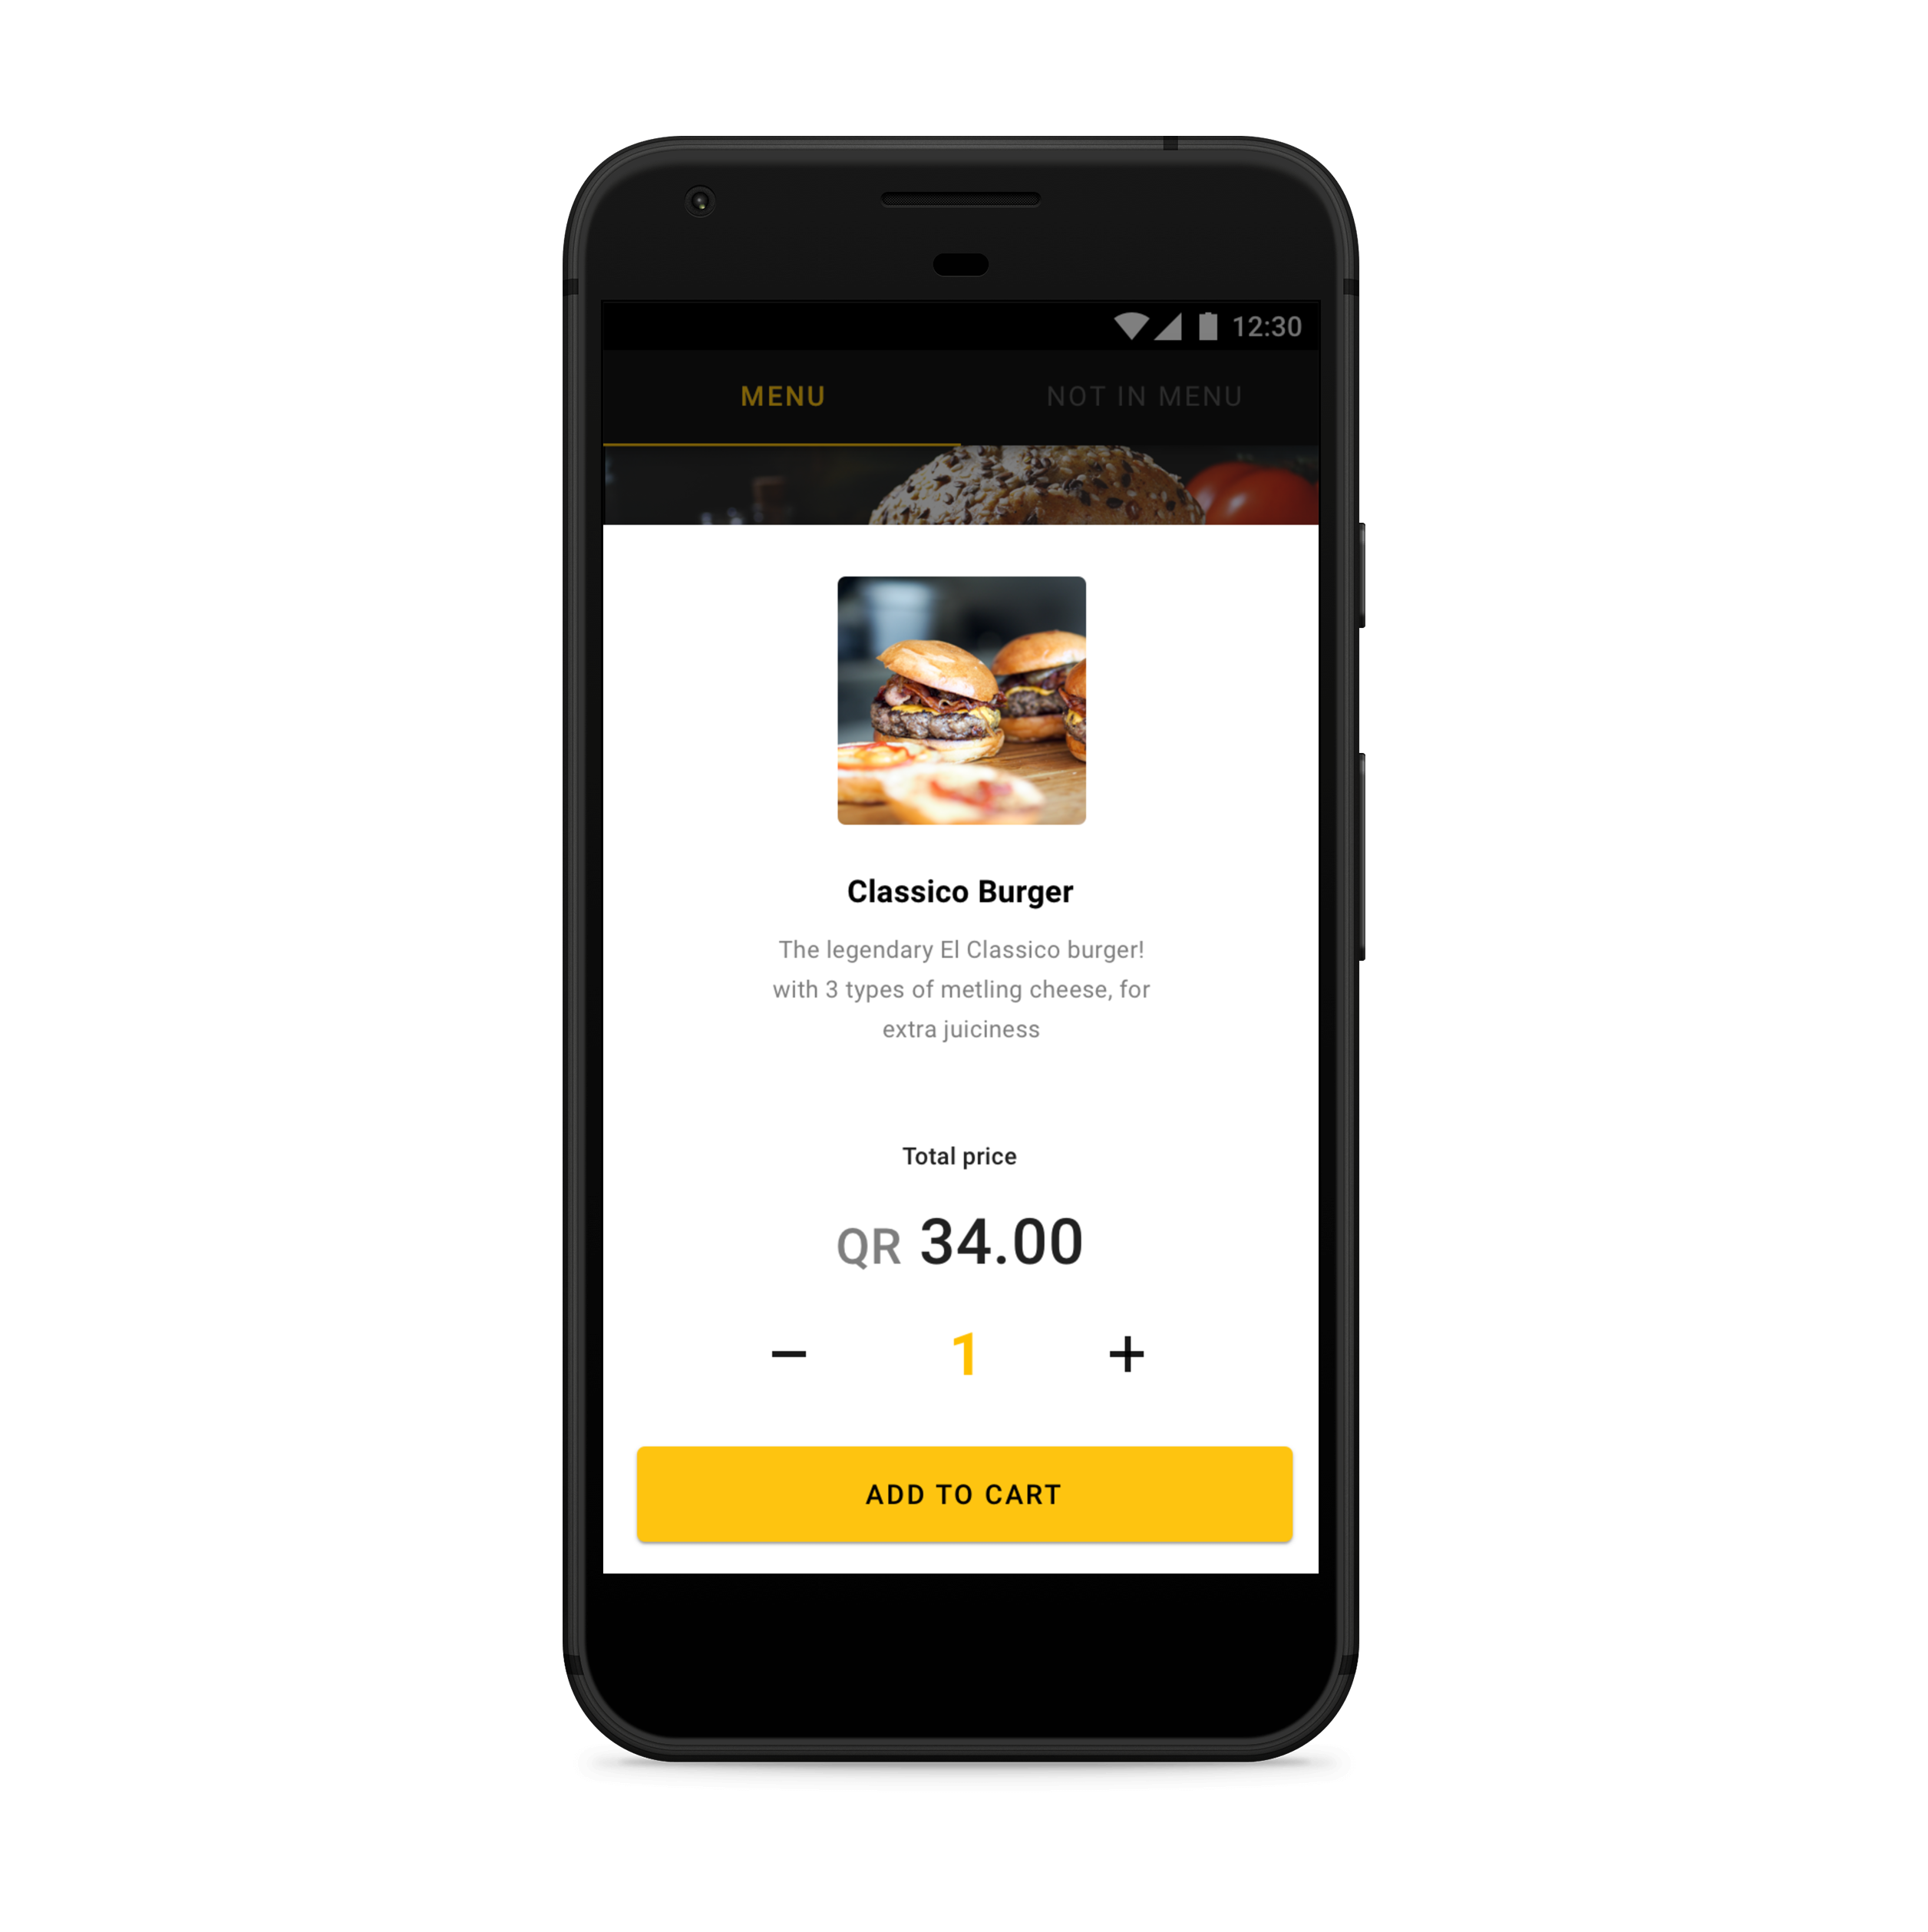 12:30
MENU
NOT IN MENU
Classico Burger
The legendary El Classico burger!
with 3 types of metling cheese, for
extra juiciness
Total price
QR 34.00
− 1 +
ADD TO CART